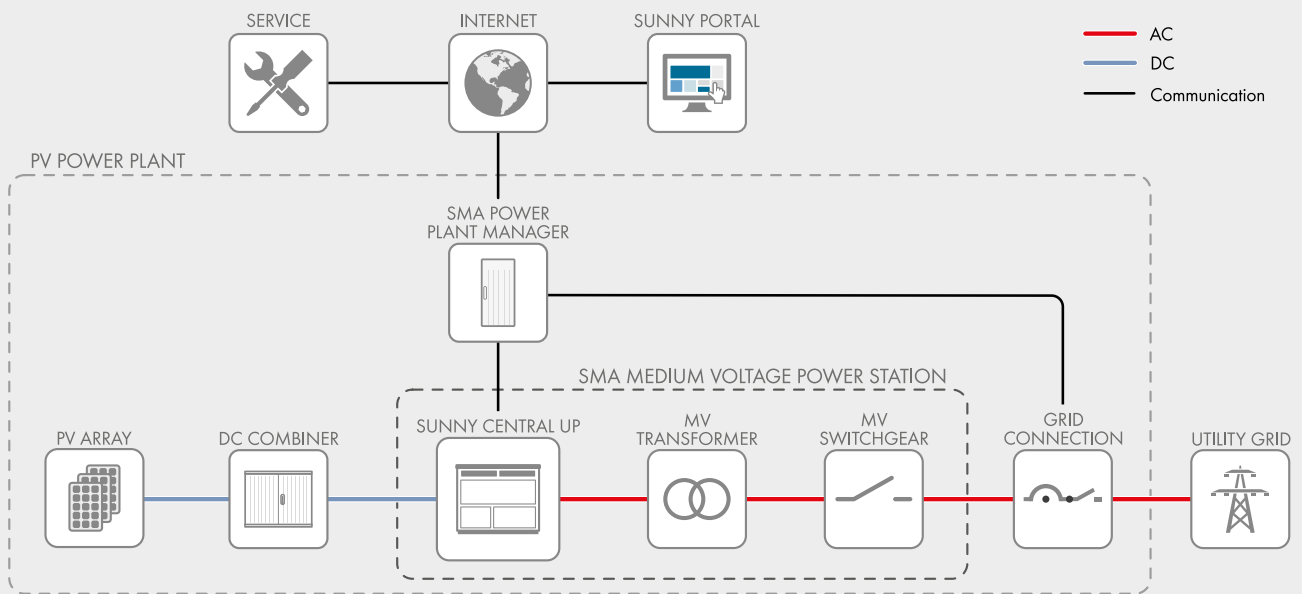 SERVICE
INTERNET
SUNNY PORTAL
AC
DC
Communication
PV POWER PLANT
SMA POWER
PLANT MANAGER
SMA MEDIUM VOLTAGE POWER STATION
PV ARRAY
DC COMBINER
SUNNY CENTRAL UP
MV
TRANSFORMER
MV
SWITCHGEAR
GRID
CONNECTION
UTILITY GRID